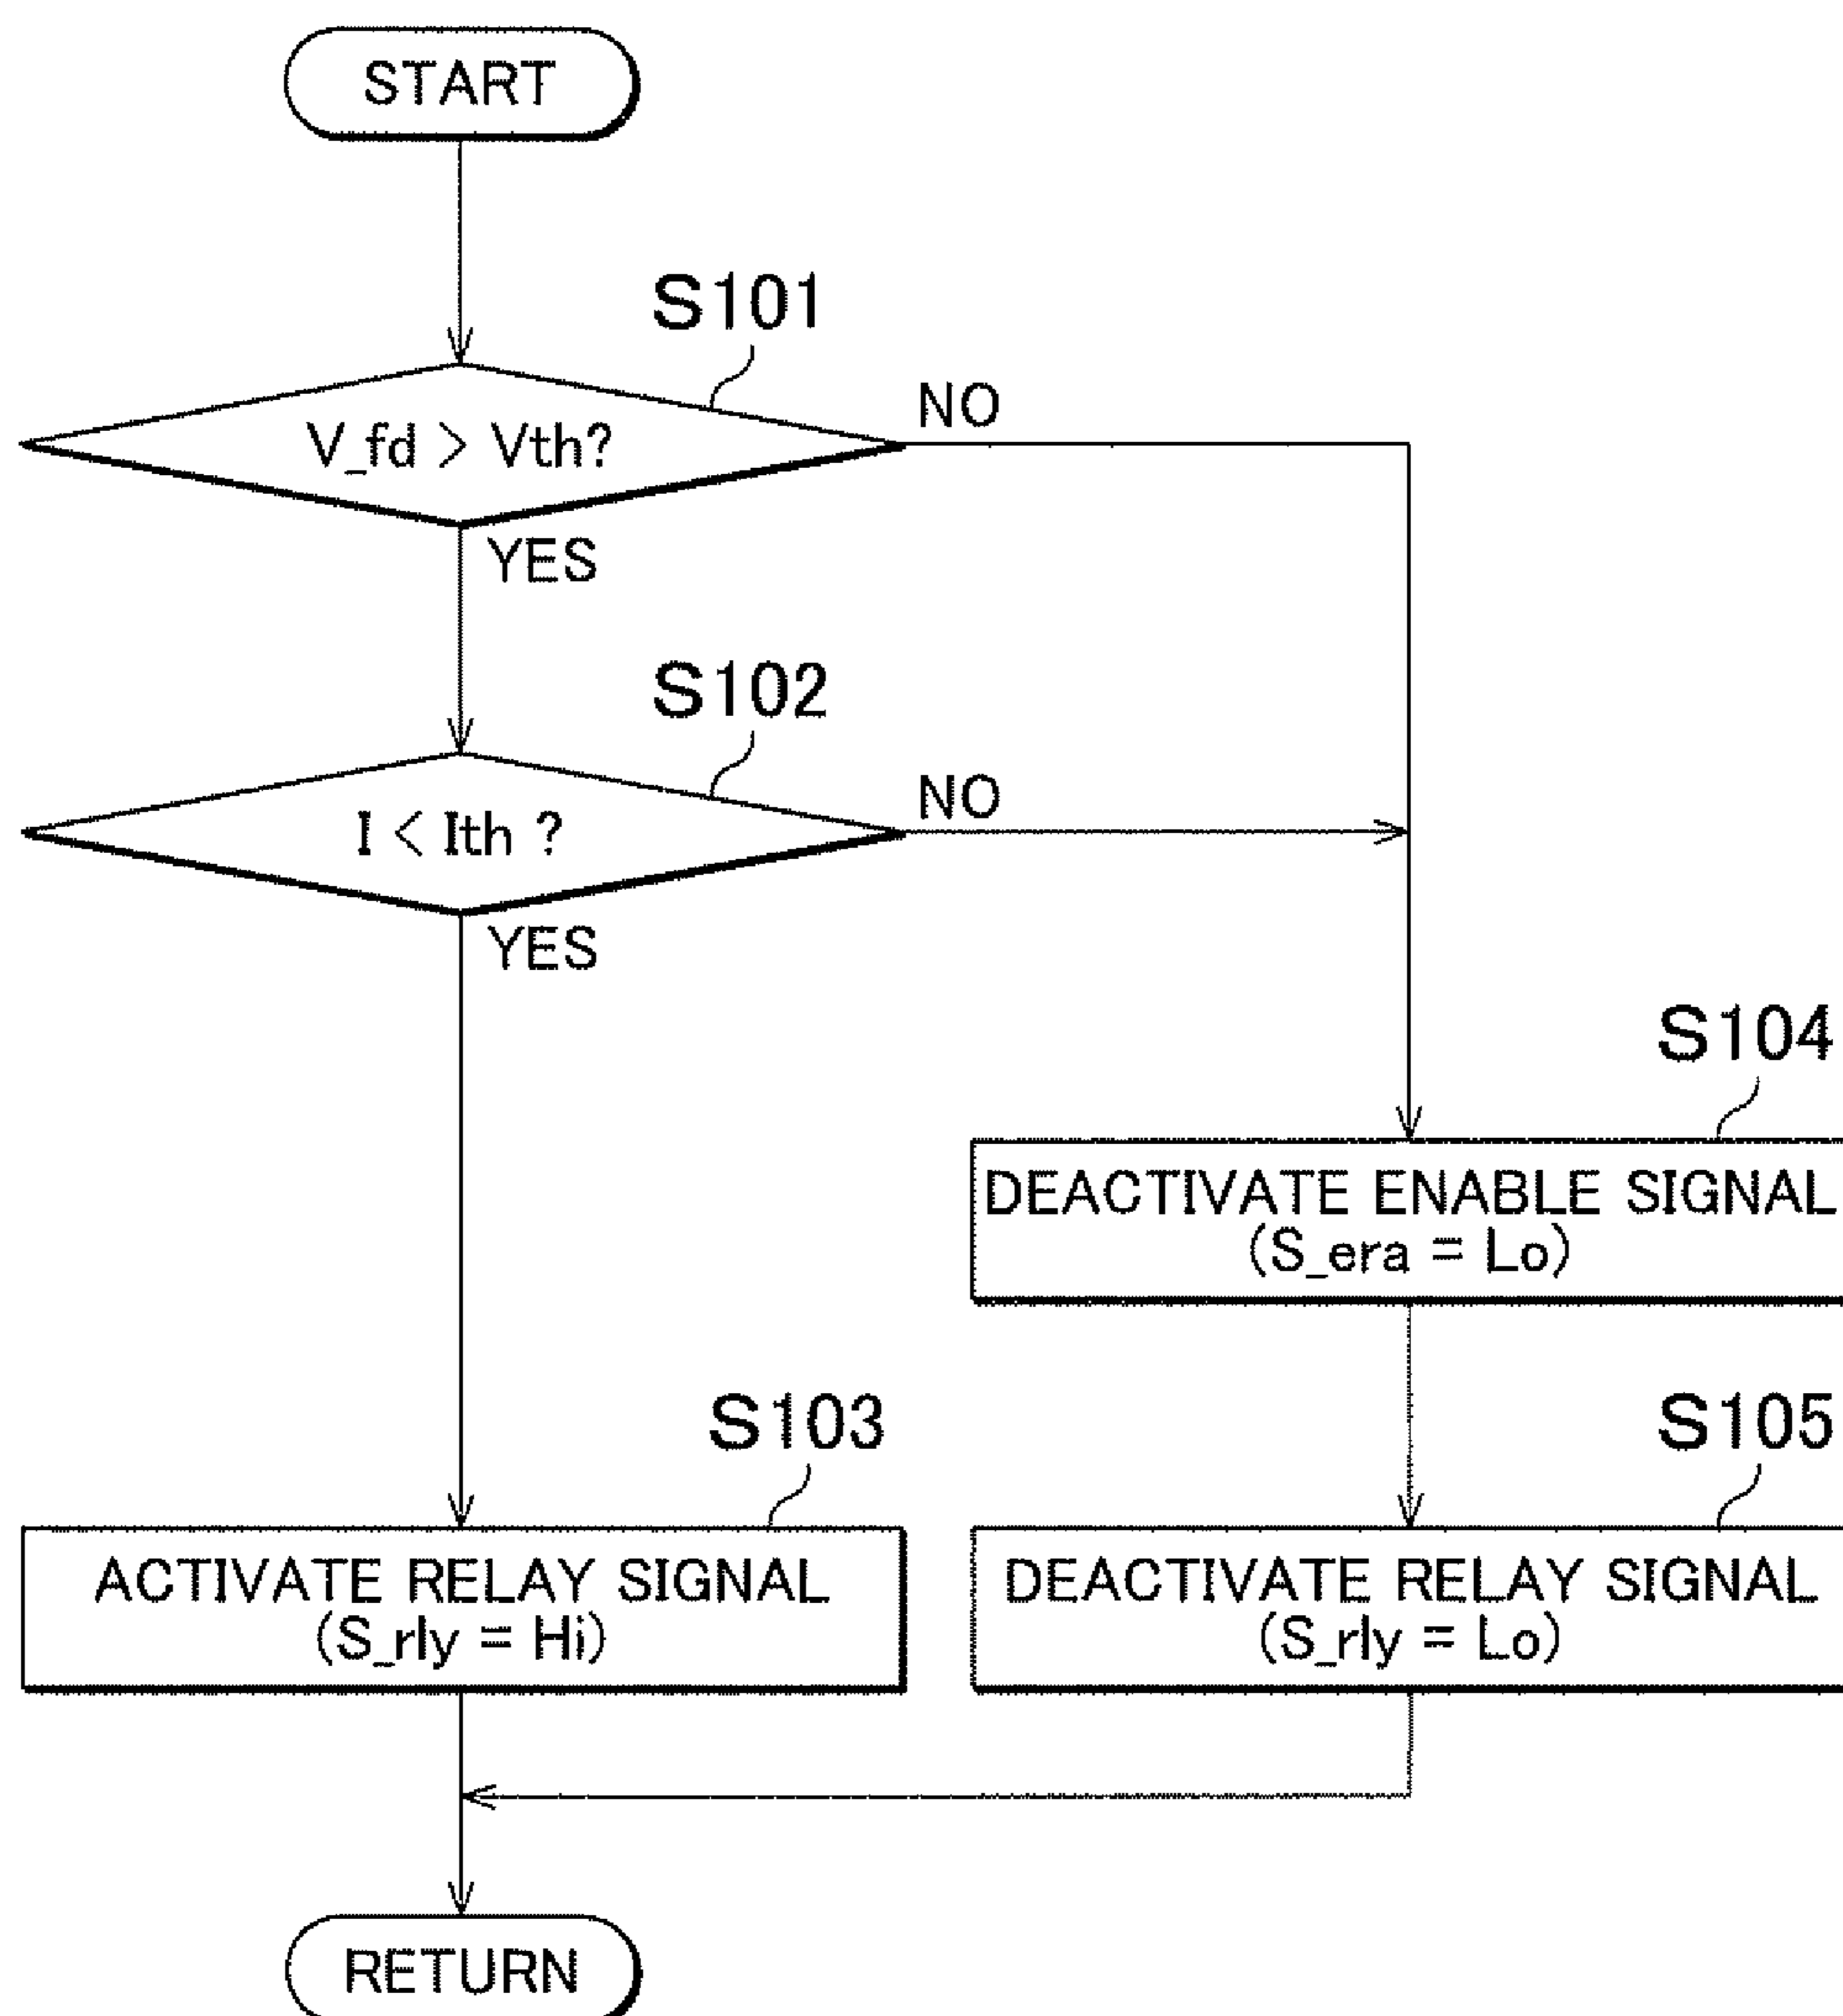 START
S101
V_fd > Vth?
NO
YES
S102
I < Ith ?
NO
YES
S104
DEACTIVATE ENABLE SIGNAL
(S_era = Lo)
S103
S105
ACTIVATE RELAY SIGNAL
(S_rly = Hi)
DEACTIVATE RELAY SIGNAL
(S_rly = Lo)
RETURN